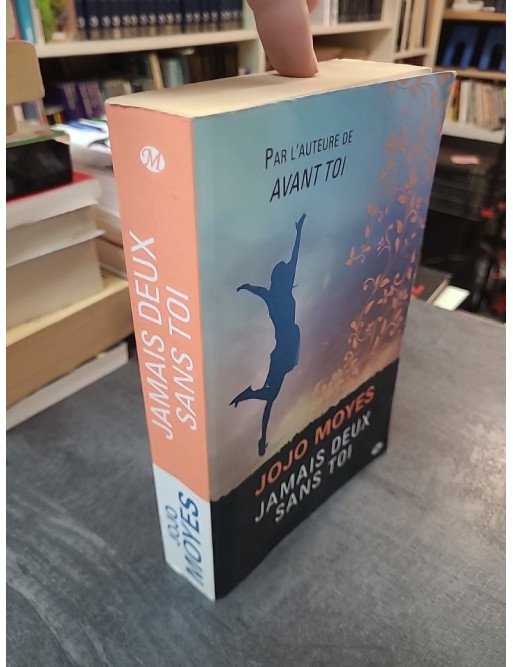 M
JAMAIS DEUX
SANS TOI
JOJO
MOYES
PAR L'AUTEURE DE
AVANT TOI
JOJO MOYES
JAMAIS DEUX
SANS TOI